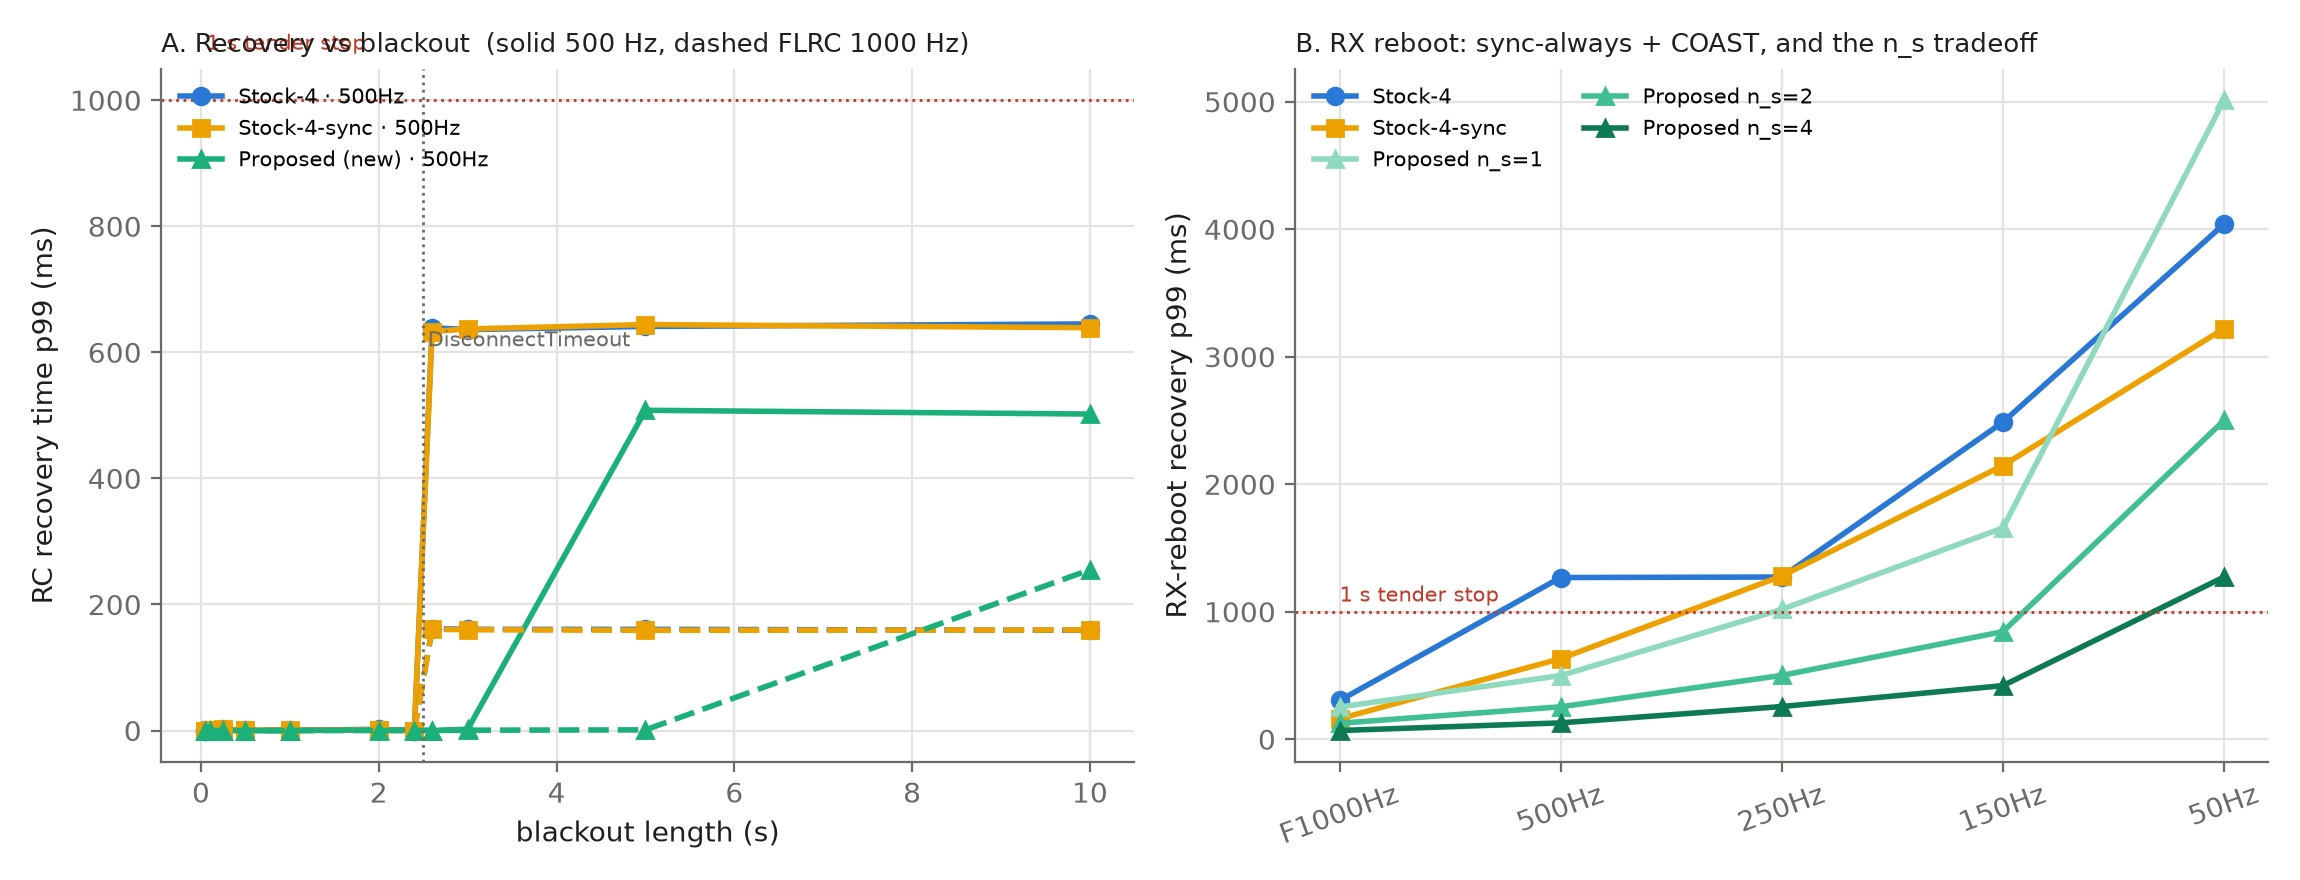 A. Recovery vs blackout  (solid 500 Hz, dashed FLRC 1000 Hz)
1 s tender stop
Stock-4 · 500Hz
Stock-4-sync · 500Hz
Proposed (new) · 500Hz
DisconnectTimeout
RC recovery time p99 (ms)
1000
800
600
400
200
0
0 2 4 6 8 10
blackout length (s)
B. RX reboot: sync-always + COAST, and the n_s tradeoff
Stock-4
Stock-4-sync
Proposed n_s=1
Proposed n_s=2
Proposed n_s=4
1 s tender stop
RX-reboot recovery p99 (ms)
5000
4000
3000
2000
1000
0
F1000Hz 500Hz 250Hz 150Hz 50Hz